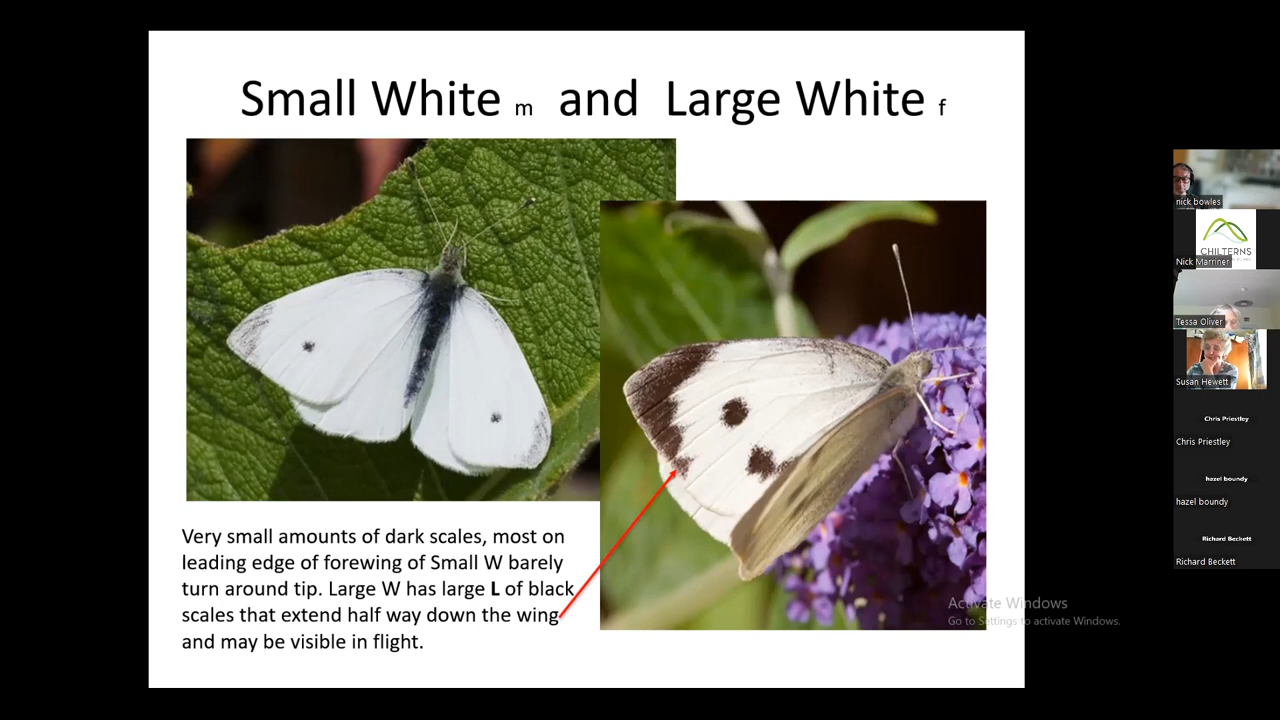 Small White m and Large White f
Very small amounts of dark scales, most on
leading edge of forewing of Small W barely
turn around tip. Large W has large L of black
scales that extend half way down the wing
and may be visible in flight.
Activate Windows
Go to Settings to activate Windows.
nick bowles
CHILTERNS
Nick Marriner
Tessa Oliver
Susan Hewett
Chris Priestley
Chris Priestley
hazel boundy
hazel boundy
Richard Beckett
Richard Beckett